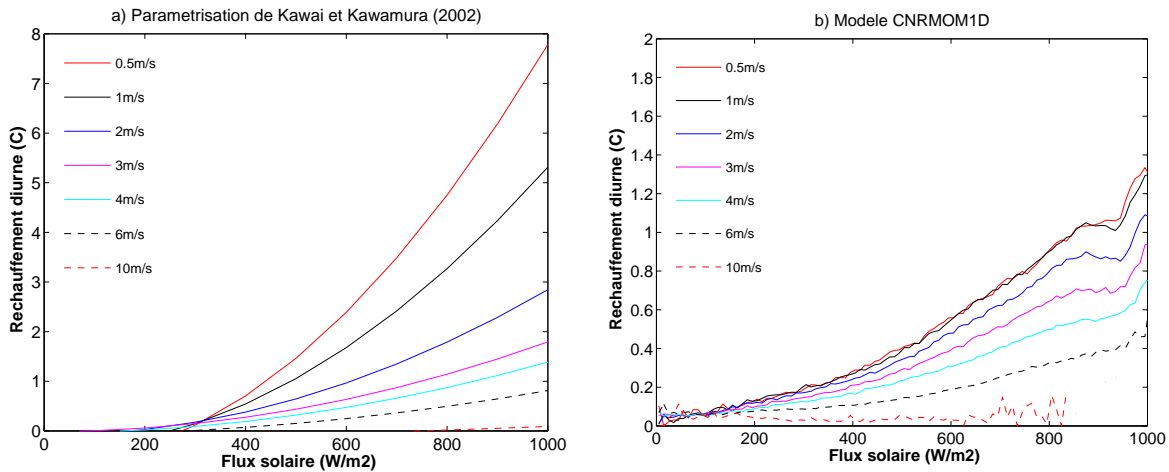 a) Parametrisation de Kawai et Kawamura (2002)
8
7
6
5
4
3
2
1
0
0
200
400
600
800
1000
Rechauffement diurne (C)
Flux solaire (W/m2)
0.5m/s
1m/s
2m/s
3m/s
4m/s
6m/s
10m/s
b) Modele CNRMOM1D
2
1.8
1.6
1.4
1.2
1
0.8
0.6
0.4
0.2
0
0
200
400
600
800
1000
Rechauffement diurne (C)
Flux solaire (W/m2)
0.5m/s
1m/s
2m/s
3m/s
4m/s
6m/s
10m/s